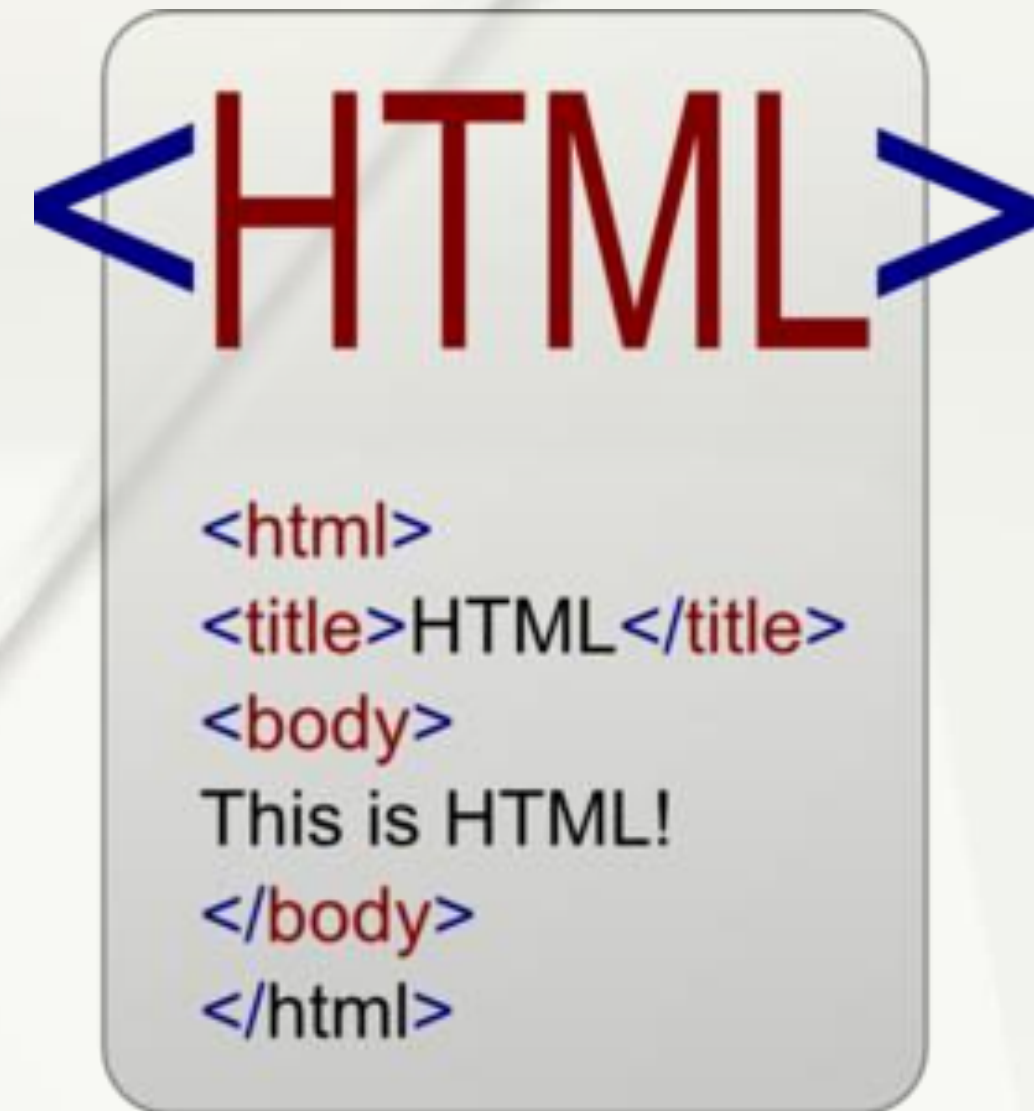 <HTML>
<html>
<title>HTML</title>
<body>
This is HTML!
</body>
</html>